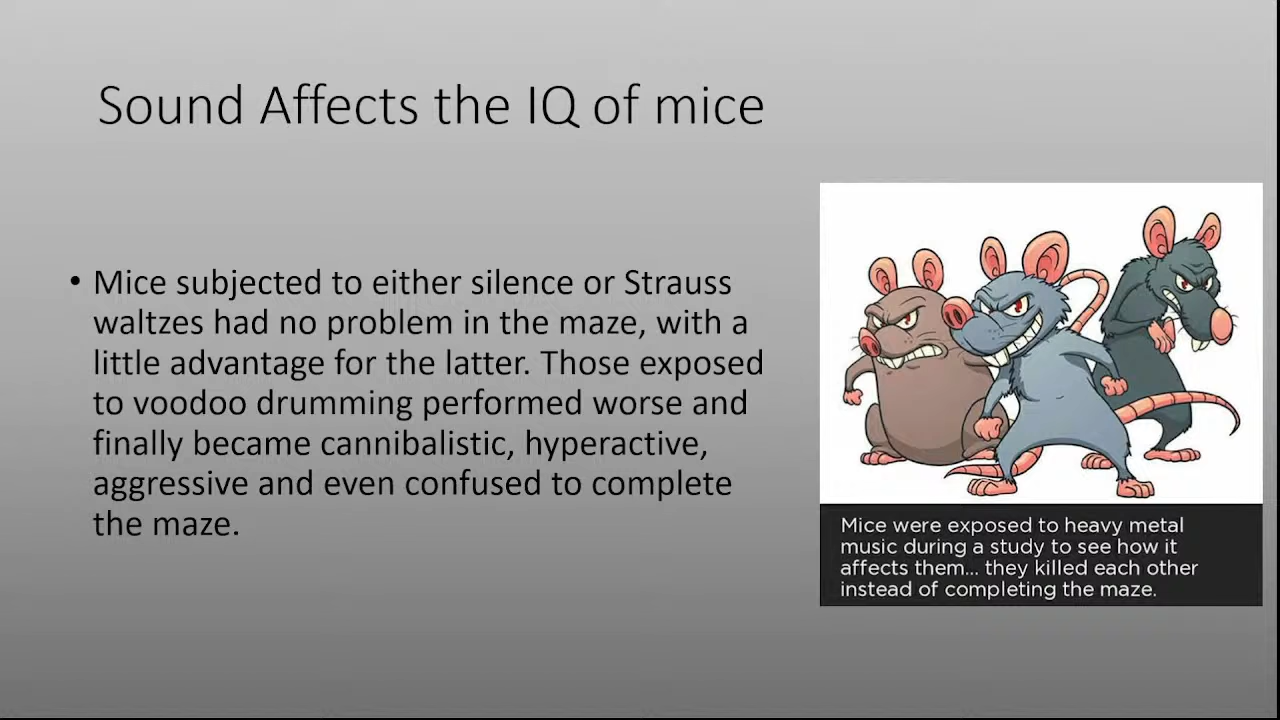 Sound Affects the IQ of mice
• Mice subjected to either silence or Strauss
waltzes had no problem in the maze, with a
little advantage for the latter. Those exposed
to voodoo drumming performed worse and
finally became cannibalistic, hyperactive,
aggressive and even confused to complete
the maze.
Mice were exposed to heavy metal
music during a study to see how it
affects them... they killed each other
instead of completing the maze.